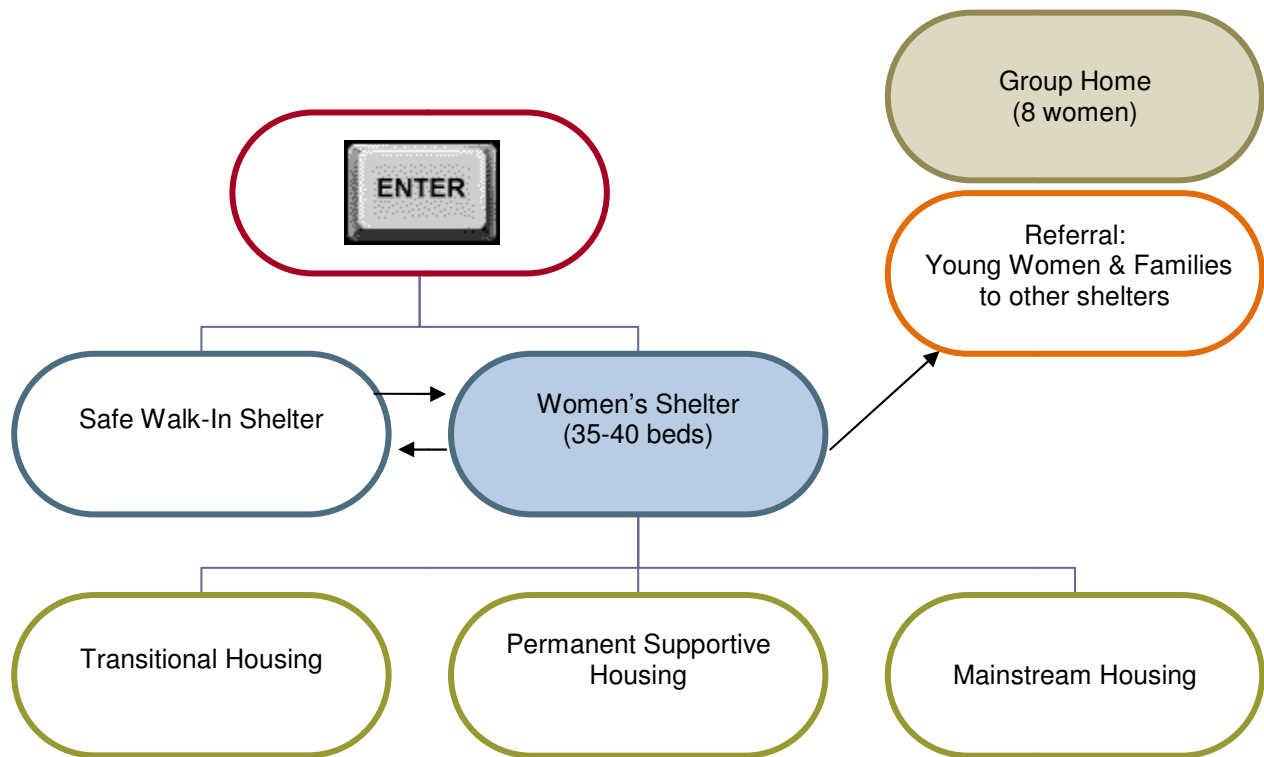 Group Home
(8 women)
ENTER
Referral:
Young Women & Families
to other shelters
Safe Walk-In Shelter
Women’s Shelter
(35-40 beds)
Transitional Housing
Permanent Supportive
Housing
Mainstream Housing